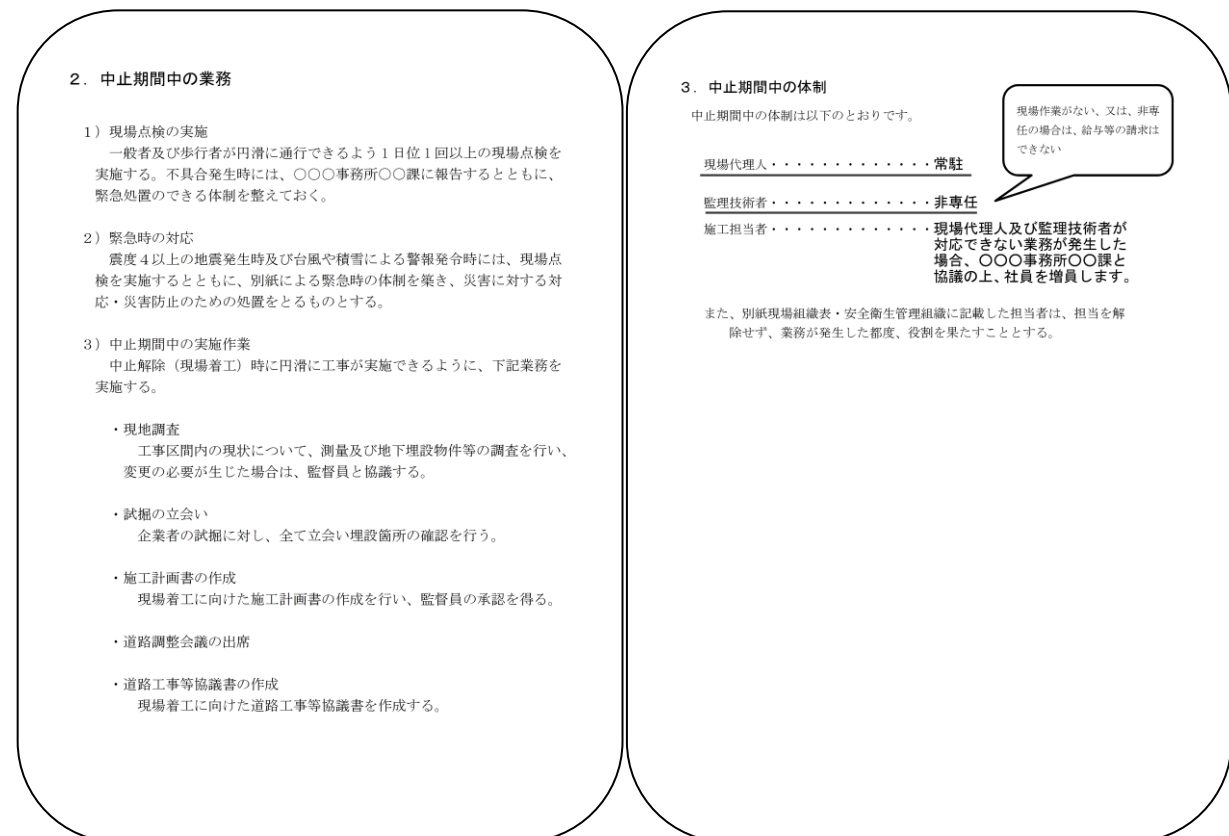 ２．中止期間中の業務
１）現場点検の実施
一般者及び歩行者が円滑に通行できるよう１日位１回以上の現場点検を
実施する。不具合発生時には、〇〇〇事務所〇〇課に報告するとともに、
緊急処置のできる体制を整えておく。
２）緊急時の対応
震度４以上の地震発生時及び台風や積雪による警報発令時には、現場点
検を実施するとともに、別紙による緊急時の体制を築き、災害に対する対
応・災害防止のための処置をとるものとする。
３）中止期間中の実施作業
中止解除（現場着工）時に円滑に工事が実施できるように、下記業務を
実施する。
・現地調査
工事区間内の現状について、測量及び地下埋設物件等の調査を行い、
変更の必要が生じた場合は、監督員と協議する。
・試掘の立会い
企業者の試掘に対し、全て立会い埋設箇所の確認を行う。
・施工計画書の作成
現場着工に向けた施工計画書の作成を行い、監督員の承認を得る。
・道路調整会議の出席
・道路工事等協議書の作成
現場着工に向けた道路工事等協議書を作成する。
３．中止期間中の体制
中止期間中の体制は以下のとおりです。
現場作業がない、又は、非専
任の場合は、給与等の請求は
できない
現場代理人・・・・・・・・・・・・・・常駐
監理技術者・・・・・・・・・・・・・・非専任
施工担当者・・・・・・・・・・・・・・現場代理人及び監理技術者が
対応できない業務が発生した
場合、〇〇〇事務所〇〇課と
協議の上、社員を増員します。
また、別紙現場組織表・安全衛生管理組織に記載した担当者は、担当を解
除せず、業務が発生した都度、役割を果たすこととする。